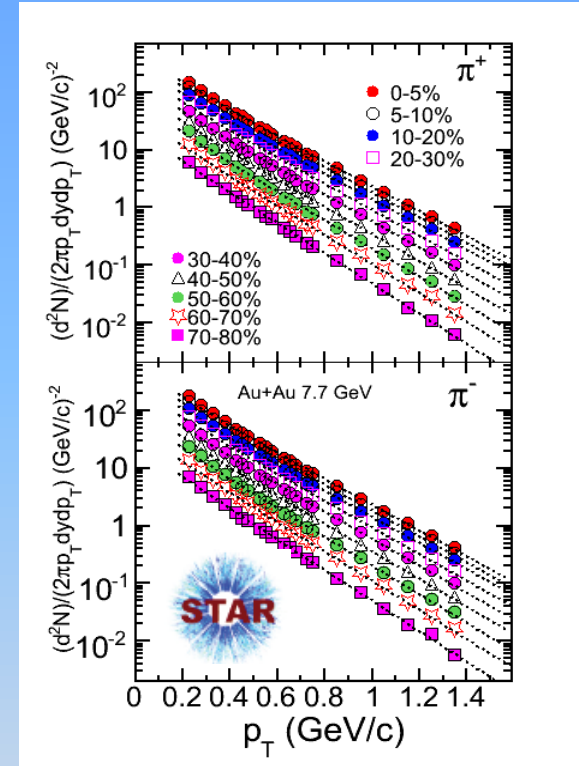 π+
(d2N)/(2πpTdydpT) (GeV/c)-2
102
10
1
10-1
10-2
0-5%
5-10%
10-20%
20-30%
30-40%
40-50%
50-60%
60-70%
70-80%
Au+Au 7.7 GeV
π-
(d2N)/(2πpTdydpT) (GeV/c)-2
102
10
1
10-1
10-2
STAR
0 0.2 0.4 0.6 0.8 1 1.2 1.4
pT (GeV/c)